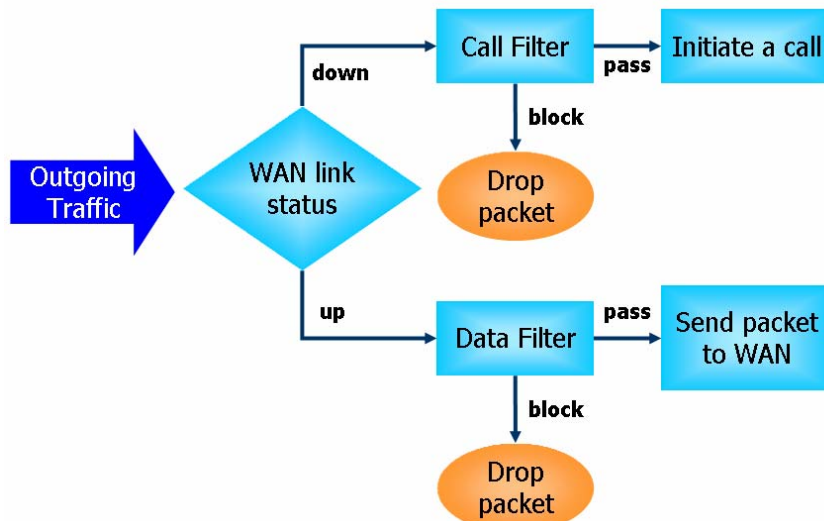 Outgoing
Traffic
WAN link
status
down
Call Filter
pass
Initiate a call
block
Drop
packet
up
Data Filter
pass
Send packet
to WAN
block
Drop
packet